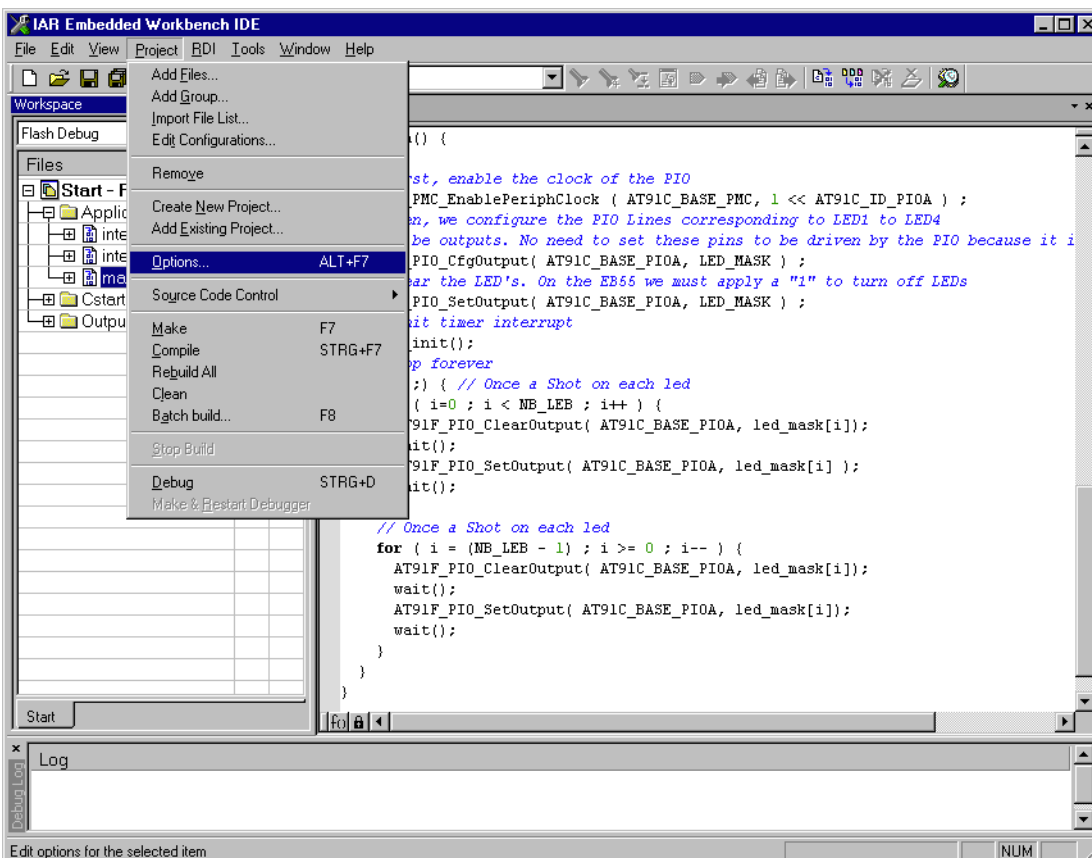 IAR Embedded Workbench IDE
File Edit View Project RDI Tools Window Help
Workspace
Flash Debug
Files
Start - F
Applic
inte
inte
ma
Cstart
Outpu
Start
Add Files...
Add Group...
Import File List...
Edit Configurations...
Remove
Create New Project...
Add Existing Project...
Options... ALT+F7
Source Code Control
Make F7
Compile STRG+F7
Rebuild All
Clean
Batch build... F8
Stop Build
Debug STRG+D
Make & Restart Debugger
() {
st, enable the clock of the PIO
PMC_EnablePeriphClock ( AT91C_BASE_PMC, 1 << AT91C_ID_PIOA ) ;
en, we configure the PIO Lines corresponding to LED1 to LED4
be outputs. No need to set these pins to be driven by the PIO because it i
_PIO_CfgOutput( AT91C_BASE_PIOA, LED_MASK ) ;
ear the LED's. On the EB55 we must apply a "1" to turn off LEDs
_PIO_SetOutput( AT91C_BASE_PIOA, LED_MASK ) ;
it timer interrupt
_init();
op forever
;) { // Once a Shot on each led
( i=0 ; i < NB_LEB ; i++ ) {
T91F_PIO_ClearOutput( AT91C_BASE_PIOA, led_mask[i]);
it();
T91F_PIO_SetOutput( AT91C_BASE_PIOA, led_mask[i] );
it();
// Once a Shot on each led
for ( i = (NB_LEB - 1) ; i >= 0 ; i-- ) {
AT91F_PIO_ClearOutput( AT91C_BASE_PIOA, led_mask[i]);
wait();
AT91F_PIO_SetOutput( AT91C_BASE_PIOA, led_mask[i]);
wait();
}
}
}
fo
Log
Debug Log
Edit options for the selected item
NUM